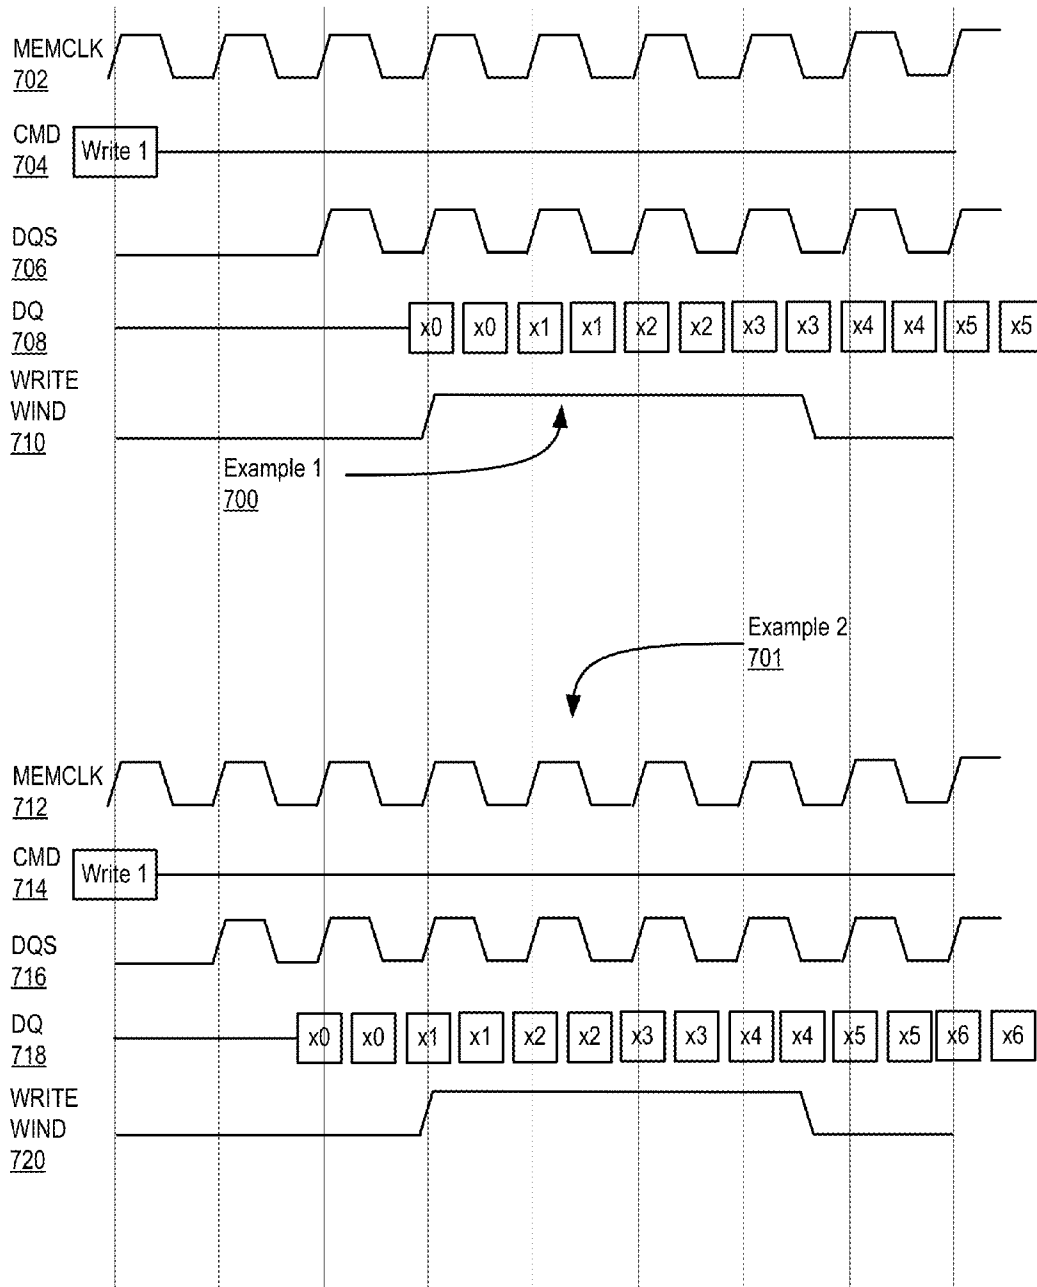 MEMCLK
702
CMD
704
Write 1
DQS
706
DQ
708
x0 x0 x1 x1 x2 x2 x3 x3 x4 x4 x5 x5
WRITE
WIND
710
Example 1
700
Example 2
701
MEMCLK
712
CMD
714
Write 1
DQS
716
DQ
718
x0 x0 x1 x1 x2 x2 x3 x3 x4 x4 x5 x5 x6 x6
WRITE
WIND
720